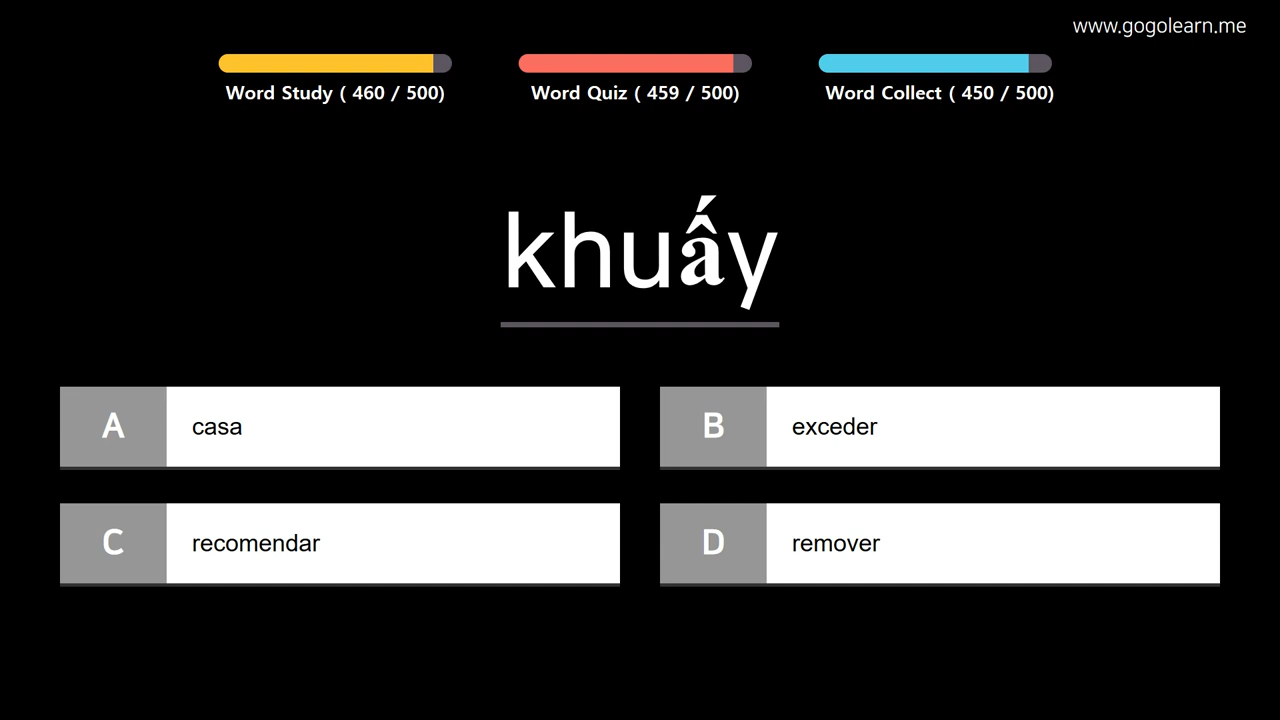 www.gogolearn.me
Word Study ( 460 / 500)
Word Quiz ( 459 / 500)
Word Collect ( 450 / 500)
khuấy
A casa
B exceder
C recomendar
D remover